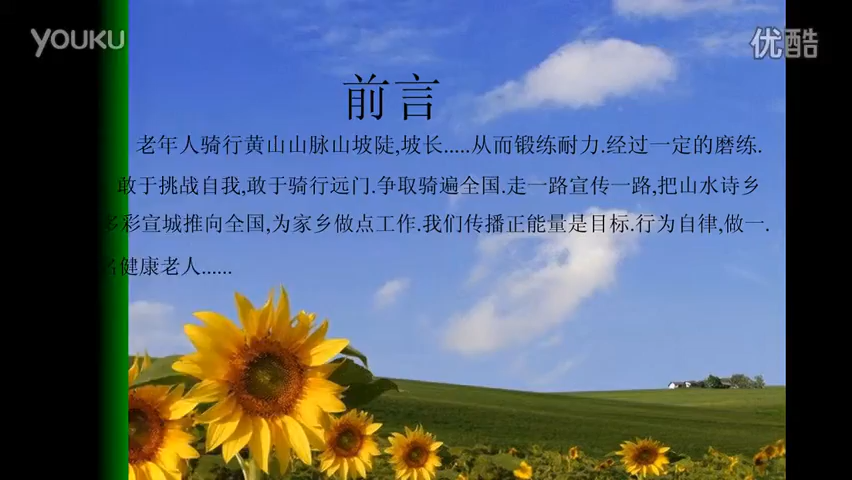 YOUKU
优酷
前言
老年人骑行黄山山脉山坡陡,坡长.....从而锻练耐力.经过一定的磨练.
敢于挑战自我,敢于骑行远门.争取骑遍全国.走一路宣传一路,把山水诗乡
多彩宣城推向全国,为家乡做点工作.我们传播正能量是目标.行为自律,做一.
名健康老人......